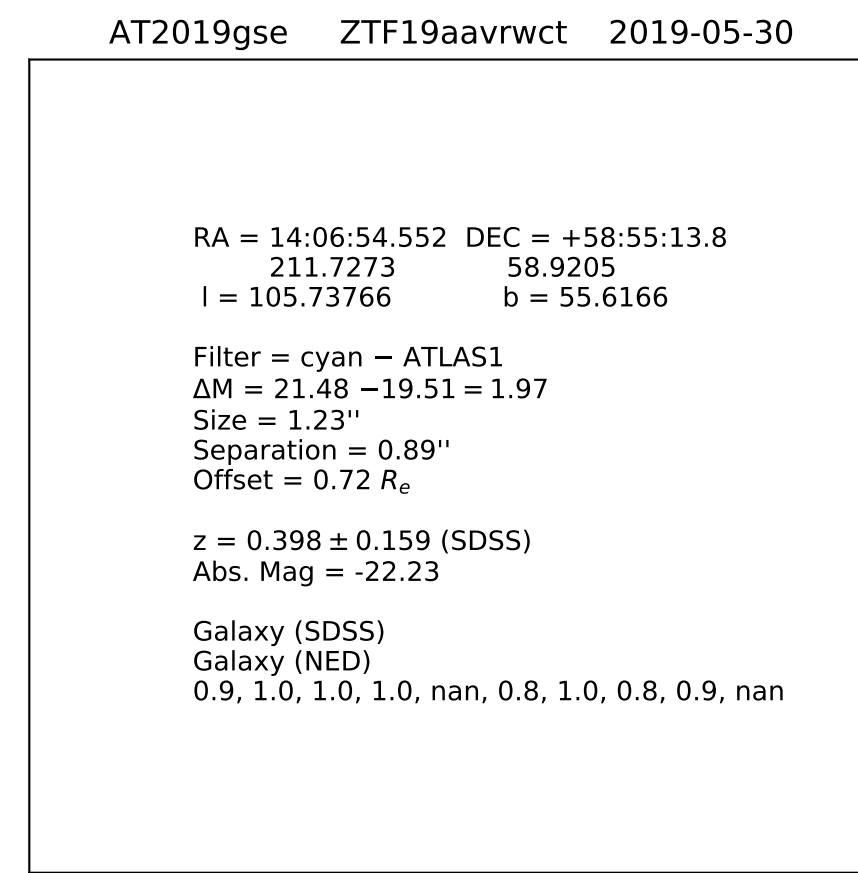 AT2019gse ZTF19aavrwct 2019-05-30
RA = 14:06:54.552 DEC = +58:55:13.8
211.7273 58.9205
l = 105.73766 b = 55.6166
Filter = cyan − ATLAS1
ΔM = 21.48 −19.51 = 1.97
Size = 1.23''
Separation = 0.89''
Offset = 0.72 Re
z = 0.398 ± 0.159 (SDSS)
Abs. Mag = -22.23
Galaxy (SDSS)
Galaxy (NED)
0.9, 1.0, 1.0, 1.0, nan, 0.8, 1.0, 0.8, 0.9, nan